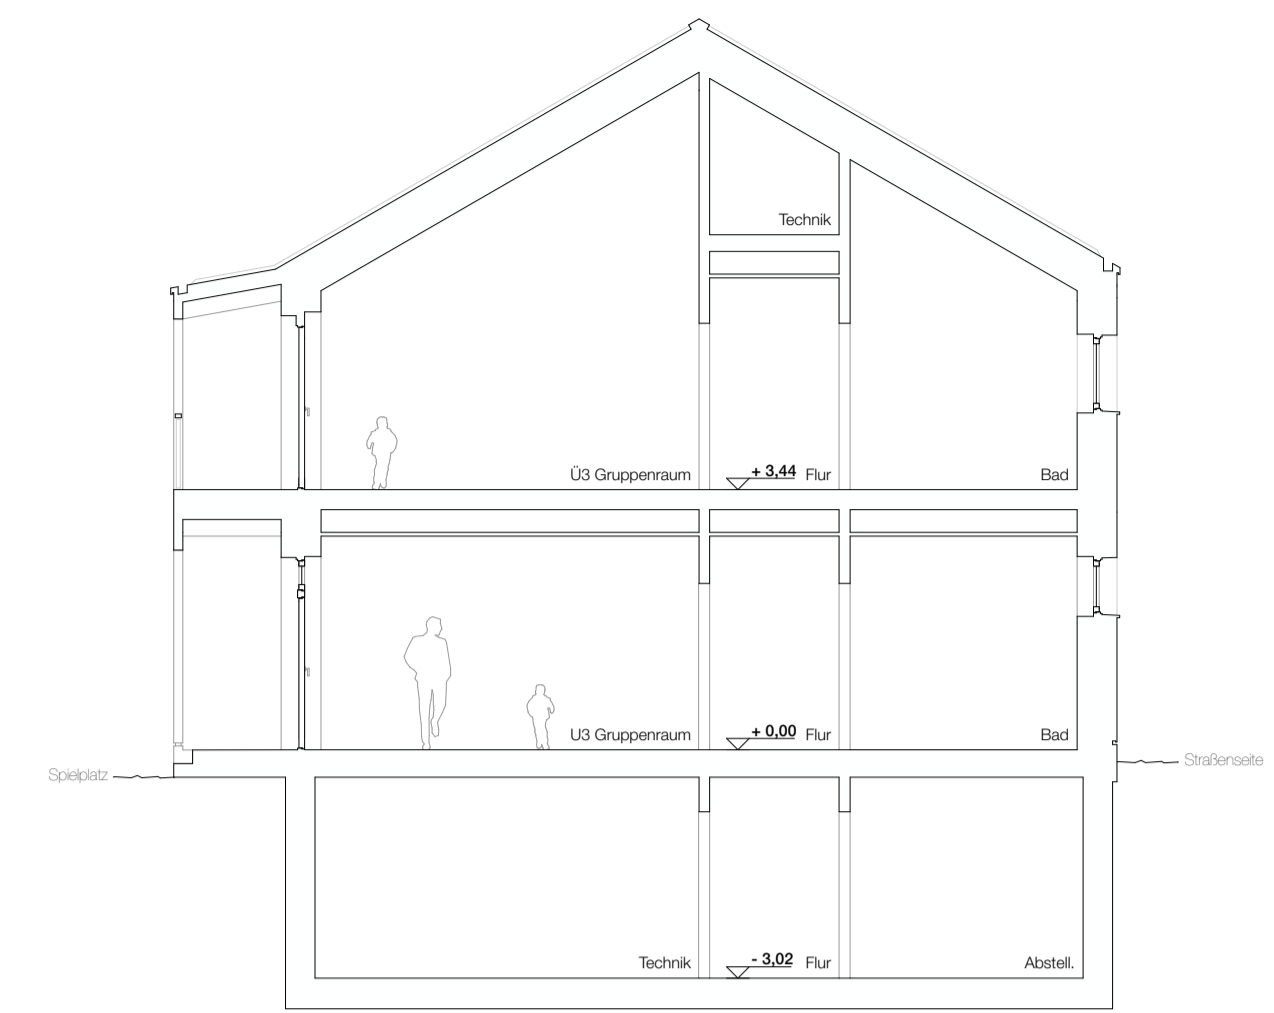 Technik
Ü3 Gruppenraum
+ 3,44 Flur
Bad
U3 Gruppenraum
+ 0,00 Flur
Bad
Spielplatz
Straßenseite
Technik
- 3,02 Flur
Abstell.